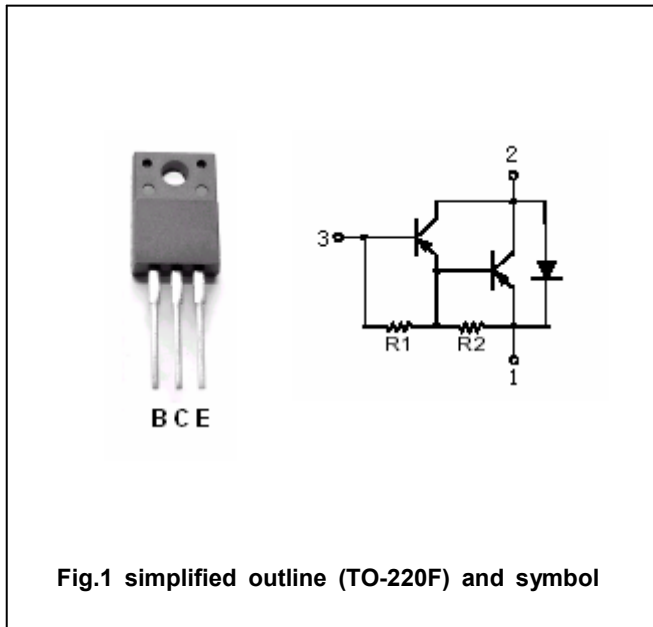 2
3
R1 R2
1
B C E
Fig.1 simplified outline (TO-220F) and symbol